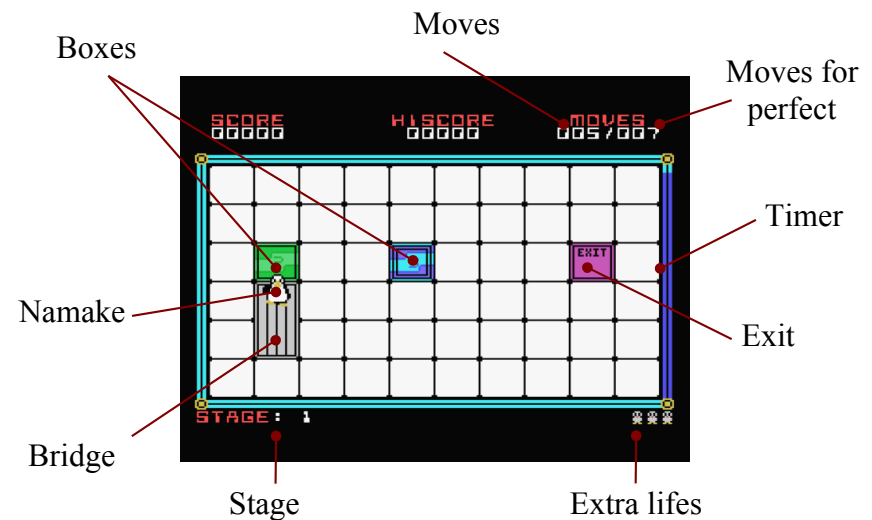 Moves
Boxes
Moves for
perfect
SCORE
HISCORE
MOVES
00000
00000
005/007
Timer
EXIT
Namake
Exit
STAGE: 1
Bridge
Stage
Extra lifes